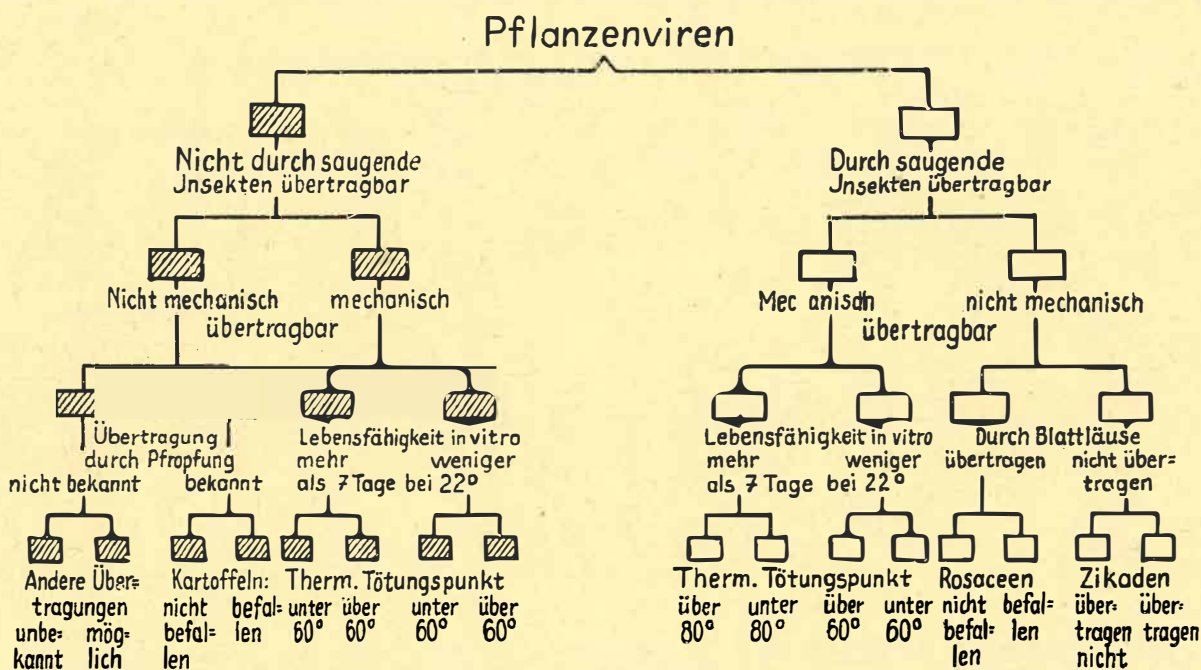 Pflanzenviren
Nicht durch saugende
Jnsekten übertragbar
Durch saugende
Jnsekten übertragbar
Nicht mechanisch mechanisch
übertragbar
Mec anisch nicht mechanisch
übertragbar
Übertragung
durch Pfropfung
nicht bekannt bekannt
Lebensfähigkeit in vitro
mehr weniger
als 7 Tage bei 22°
Lebensfähigkeit in vitro
mehr weniger
als 7 Tage bei 22°
Durch Blattläuse
übertragen nicht über=
tragen
Andere Über=
tragungen
unbe= mög=
kannt lich
Kartoffeln:
nicht befal=
befal= len
len
Therm. Tötungspunkt
unter über unter über
60° 60° 60° 60°
Therm. Tötungspunkt
über unter über unter
80° 80° 60° 60°
Rosaceen
nicht befal=
befal= len
len
Zikaden
über= über=
tragen tragen
nicht